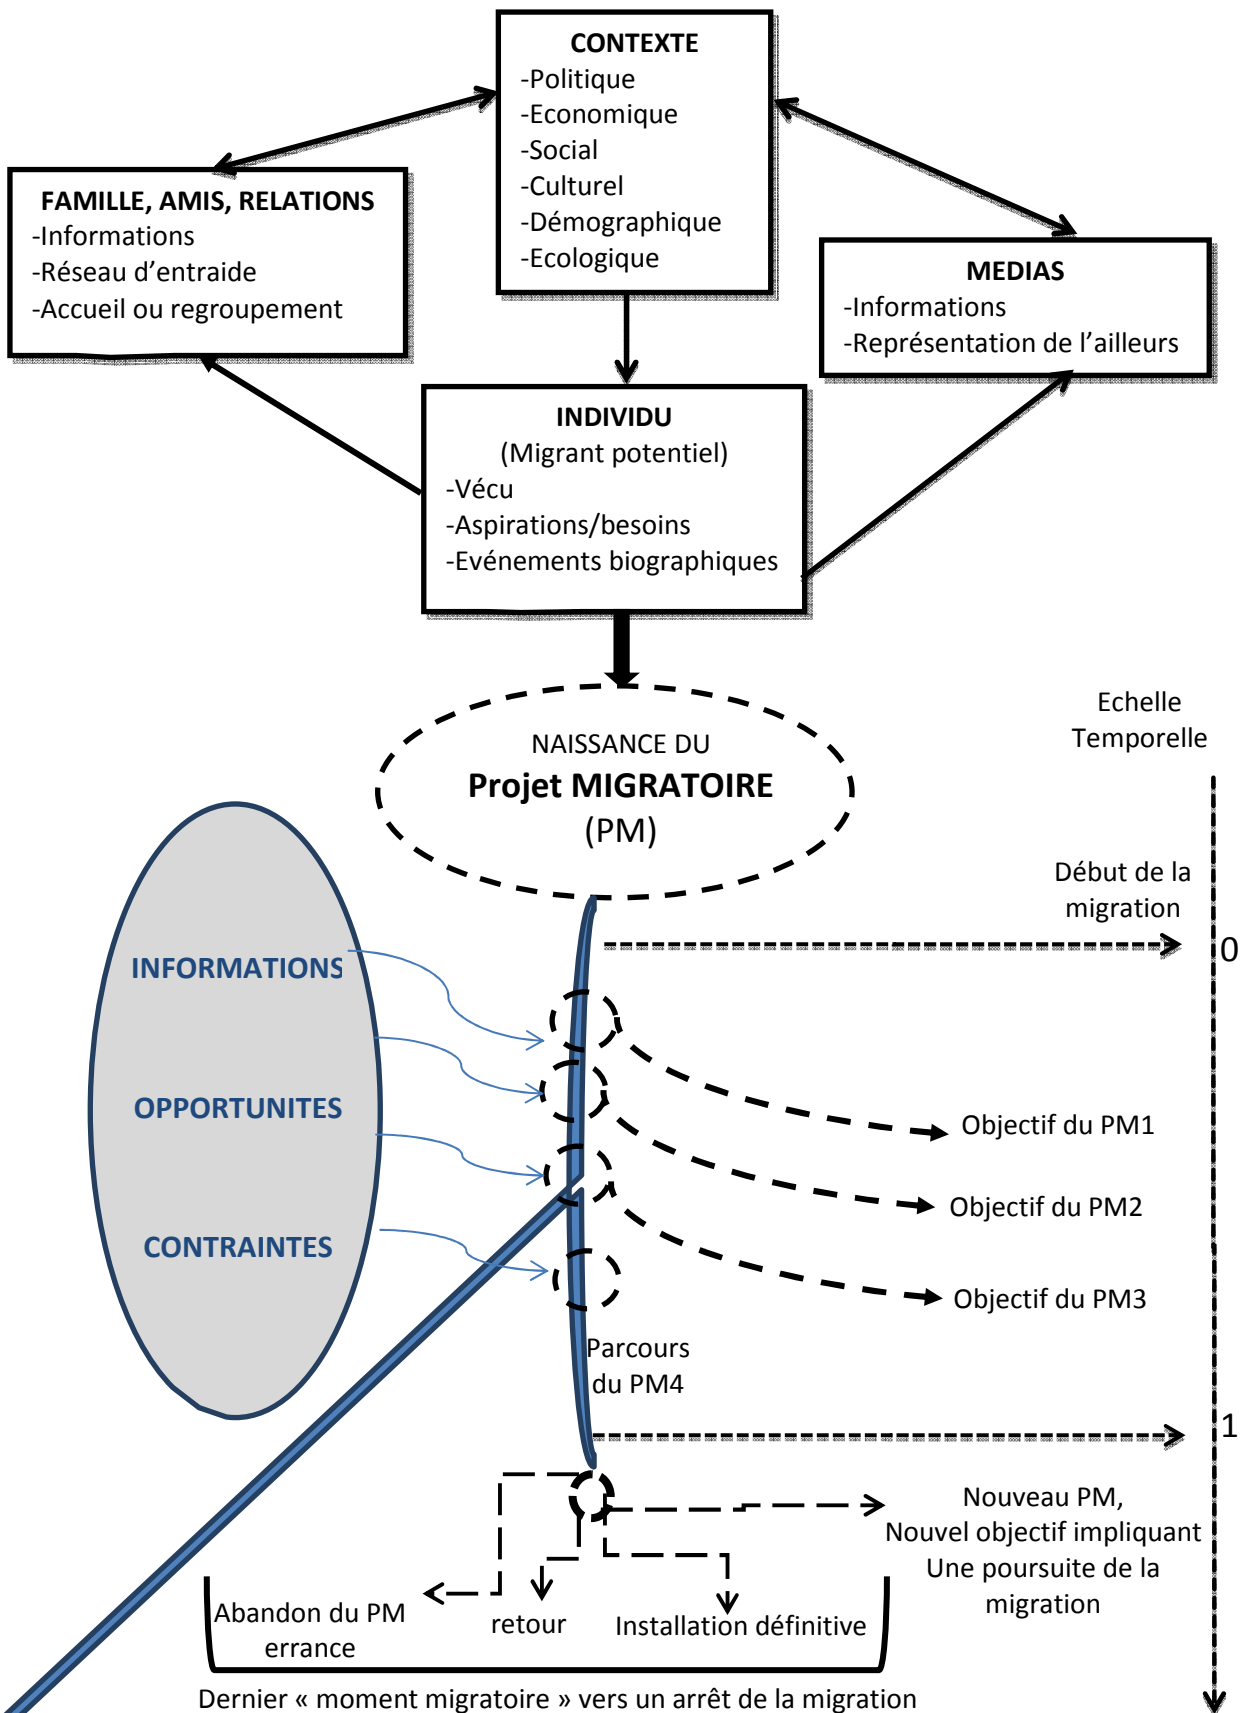 CONTEXTE
-Politique
-Economique
-Social
-Culturel
-Démographique
-Ecologique
FAMILLE, AMIS, RELATIONS
-Informations
-Réseau d’entraide
-Accueil ou regroupement
MEDIAS
-Informations
-Représentation de l’ailleurs
INDIVIDU
(Migrant potentiel)
-Vécu
-Aspirations/besoins
-Evénements biographiques
NAISSANCE DU
Projet MIGRATOIRE
(PM)
Echelle
Temporelle
Début de la
migration
0
INFORMATIONS
OPPORTUNITES
CONTRAINTES
Objectif du PM1
Objectif du PM2
Objectif du PM3
Parcours
du PM4
1
Nouveau PM,
Nouvel objectif impliquant
Une poursuite de la
migration
Abandon du PM
errance
retour
Installation définitive
Dernier « moment migratoire » vers un arrêt de la migration